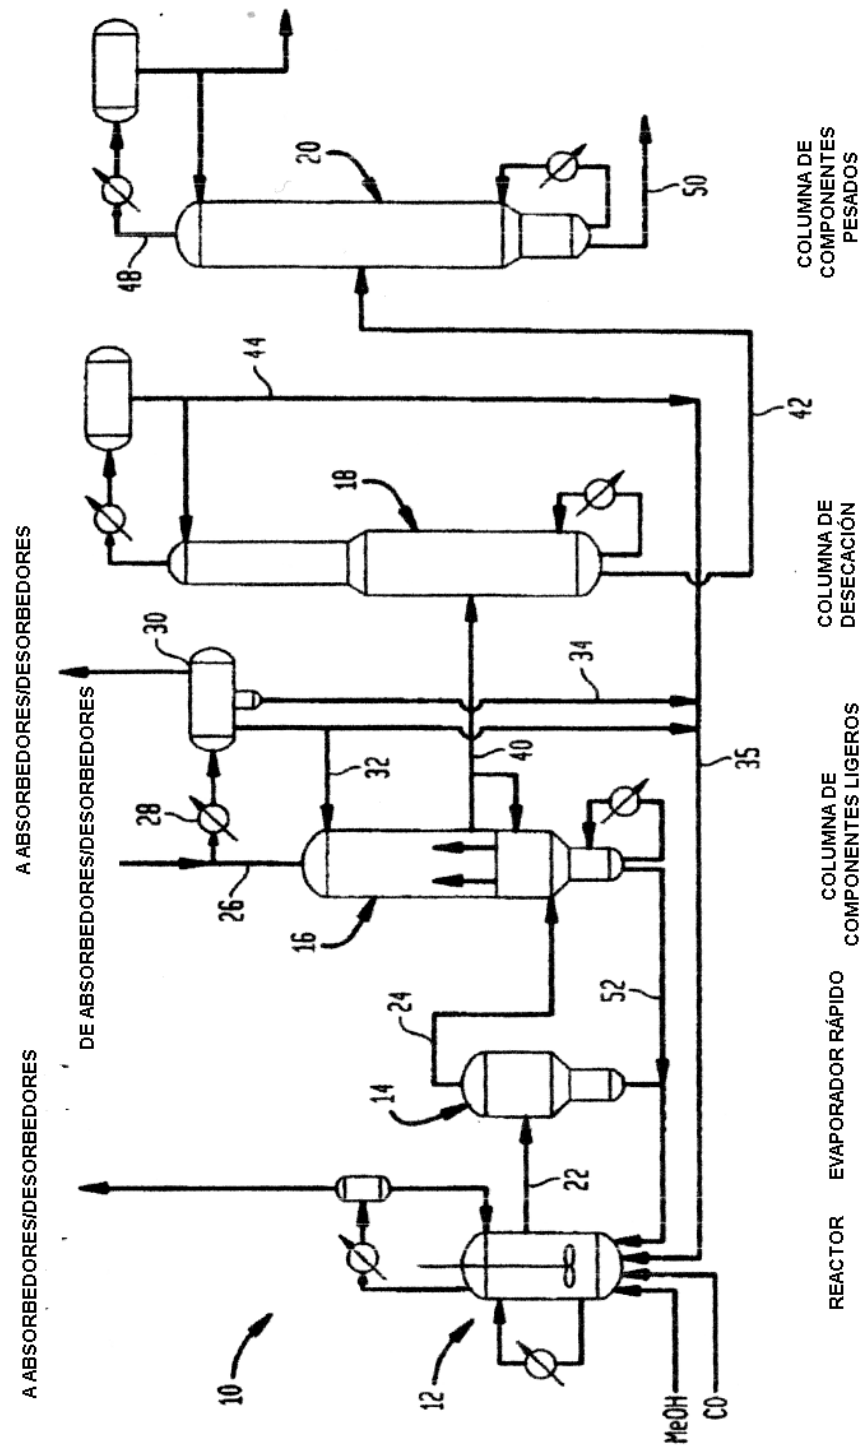 A ABSORBEDORES/DESORBEDORES
A ABSORBEDORES/DESORBEDORES
DE ABSORBEDORES/DESORBEDORES
10
12
14
16
18
20
22
24
26
28
30
32
34
35
40
42
44
48
50
52
MeOH
CO
REACTOR
EVAPORADOR RÁPIDO
COLUMNA DE
COMPONENTES LIGEROS
COLUMNA DE
DESECACIÓN
COLUMNA DE
COMPONENTES
PESADOS